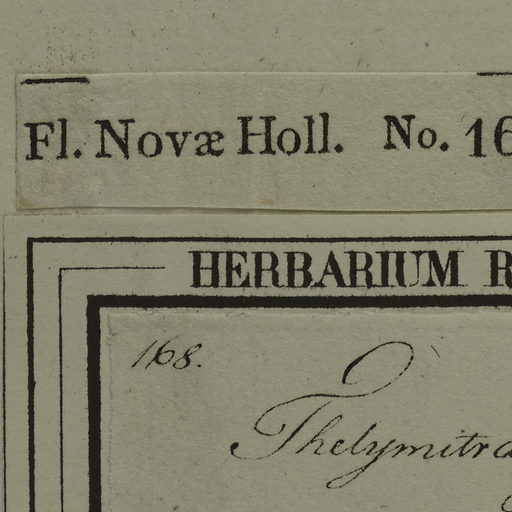 Fl. Novæ Holl. No. 16
HERBARIUM R
168.
Thelymitra